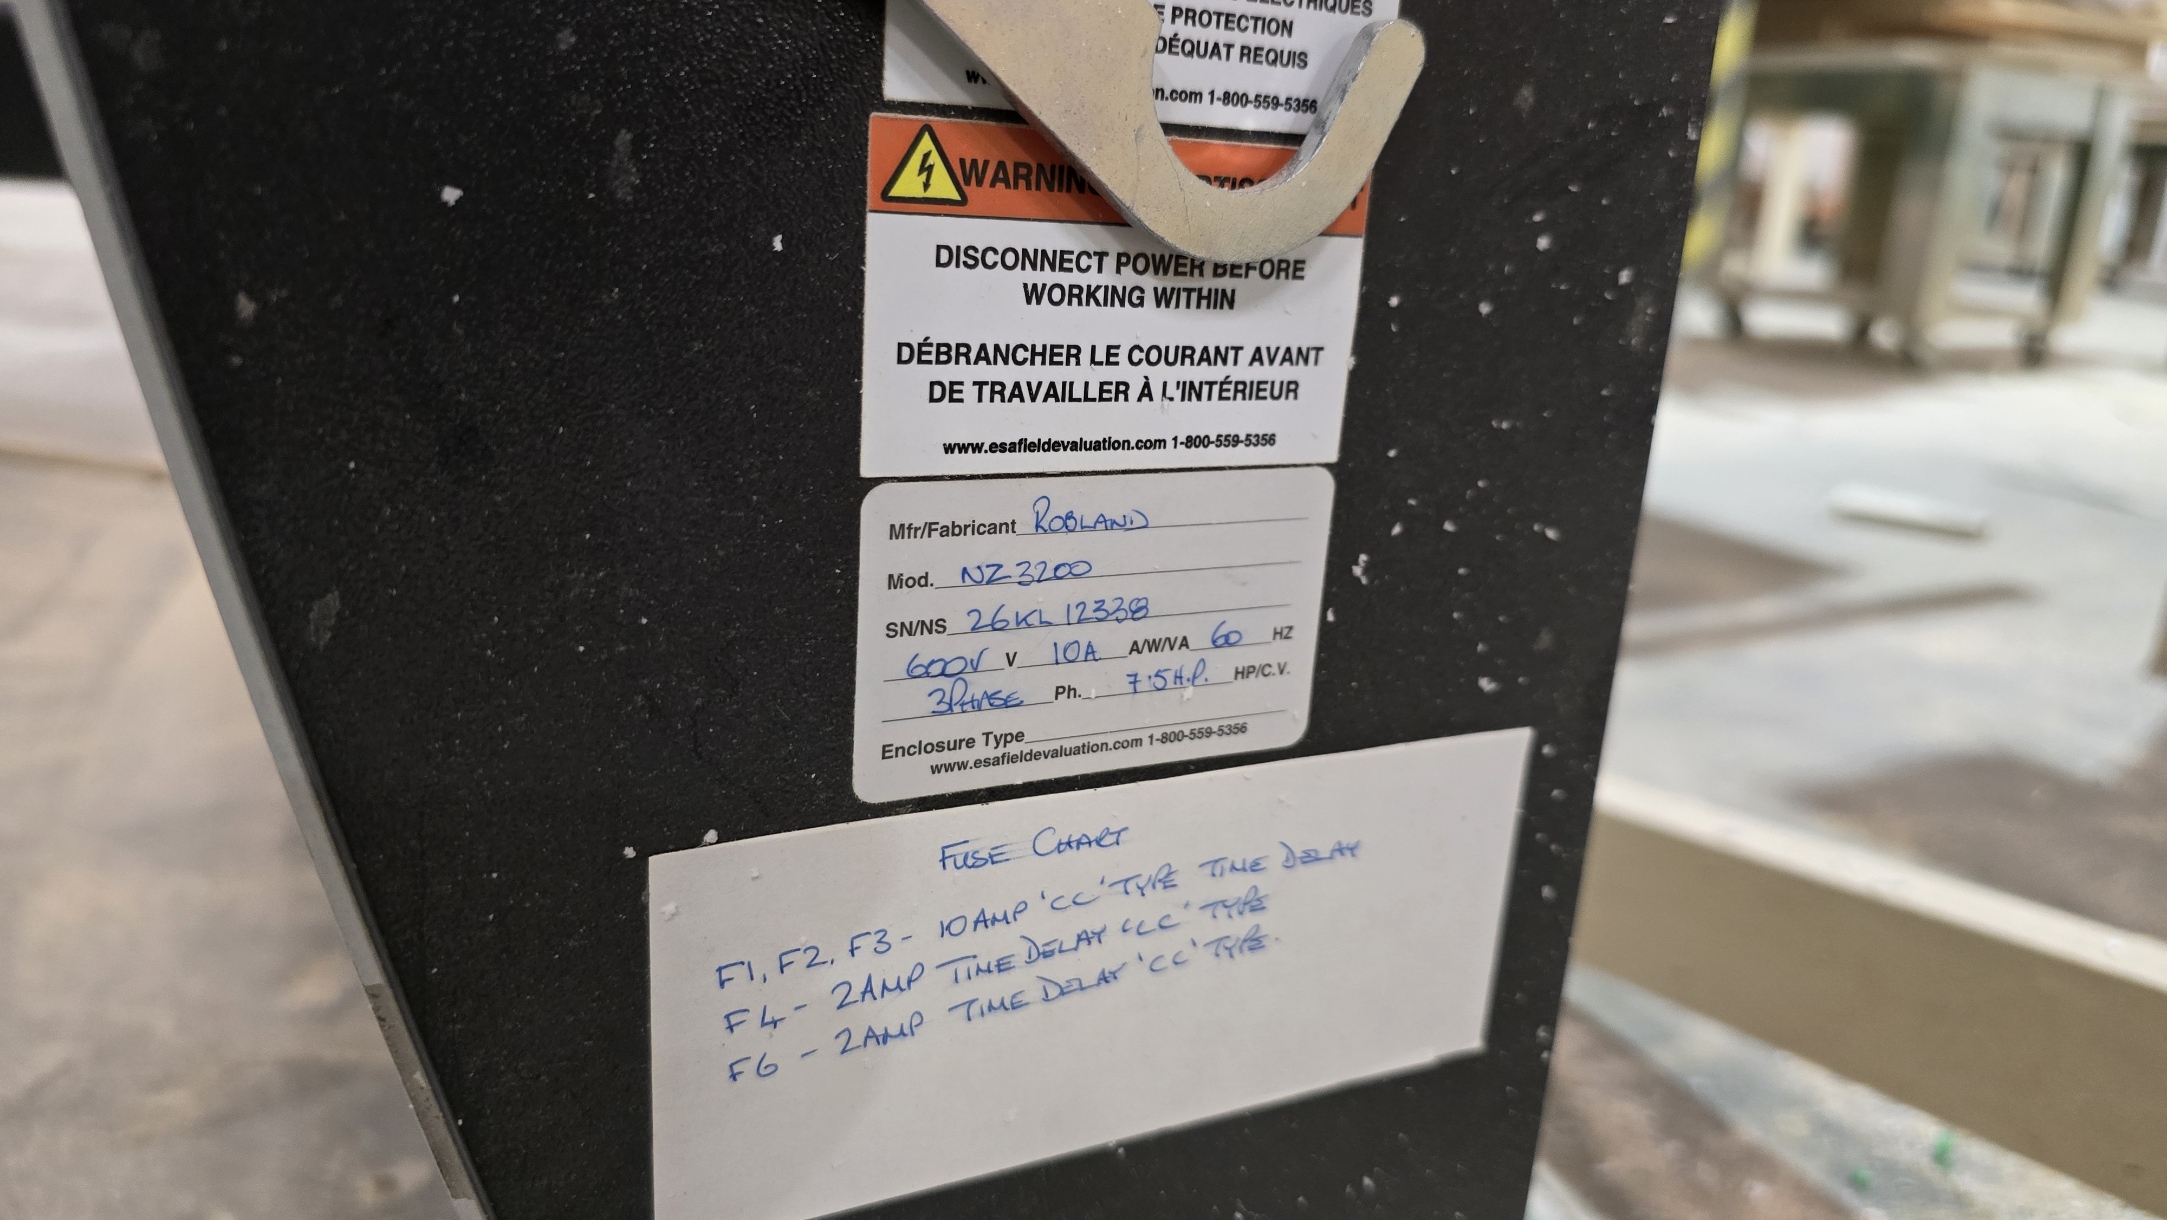 ÉLECTRIQUES
PROTECTION
DÉQUAT REQUIS
n.com 1-800-559-5356
WARNIN
DISCONNECT POWER BEFORE
WORKING WITHIN
DÉBRANCHER LE COURANT AVANT
DE TRAVAILLER À L'INTÉRIEUR
www.esafieldevaluation.com 1-800-559-5356
Mfr/Fabricant ROBLAND
Mod. NZ3200
SN/NS 26KL12338
600V V 10A A/W/VA 60 HZ
3PHASE Ph. 7.5H.P. HP/C.V.
Enclosure Type
www.esafieldevaluation.com 1-800-559-5356
FUSE CHART
F1, F2, F3 - 10AMP 'CC' TYPE TIME DELAY
F4 - 2AMP TIME DELAY 'CC' TYPE
F6 - 2AMP TIME DELAY 'CC' TYPE.